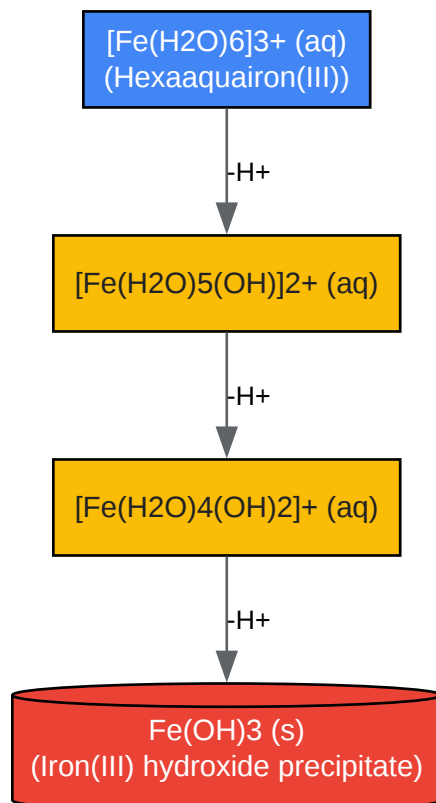 [Fe(H2O)6]3+ (aq)
(Hexaaquairon(III))
-H+
[Fe(H2O)5(OH)]2+ (aq)
-H+
[Fe(H2O)4(OH)2]+ (aq)
-H+
Fe(OH)3 (s)
(Iron(III) hydroxide precipitate)